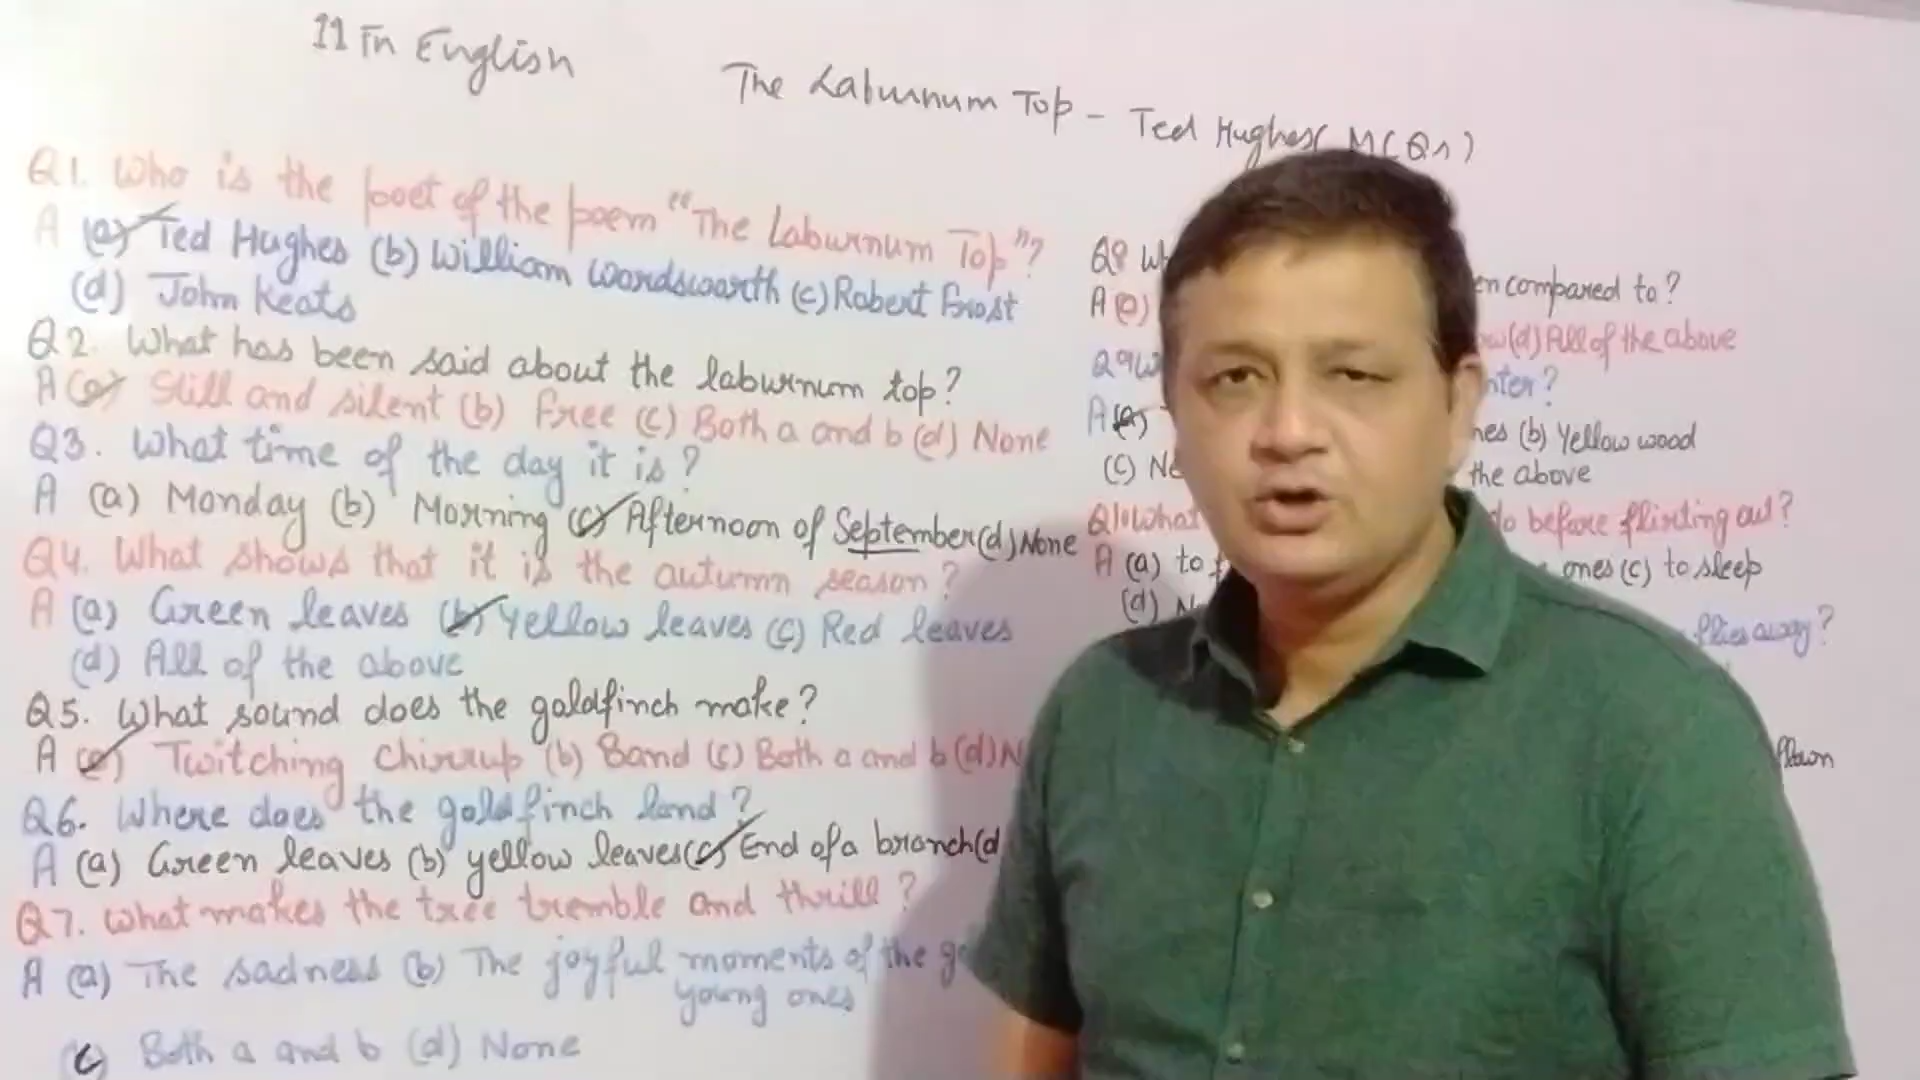 11th English
The Laburnum Top - Ted Hughes (MCQs)
Q1. Who is the poet of the poem "The Laburnum Top"?
A (a) Ted Hughes (b) William Wordswarth (c) Robert Frost
(d) John Keats
Q2. What has been said about the laburnum top?
A (a) Still and silent (b) Free (c) Both a and b (d) None
Q3. What time of the day it is?
A (a) Monday (b) Morning (c) Afternoon of September (d) None
Q4. What shows that it is the autumn season?
A (a) Green leaves (b) Yellow leaves (c) Red leaves
(d) All of the above
Q5. What sound does the goldfinch make?
A (a) Twitching chirrup (b) Band (c) Both a and b (d) N
Q6. Where does the goldfinch land?
A (a) Green leaves (b) yellow leaves (c) End of a branch (d
Q7. What makes the tree tremble and thrill?
A (a) The sadness (b) The joyful moments of the
young ones
(c) Both a and b (d) None
Q8 compared to?
A (a) (d) All of the above
Q9
A (a) (b) Yellow wood
(c) the above
Q10 What before flirting out?
A (a) to ones (c) to sleep
(d)
flies away?
flown